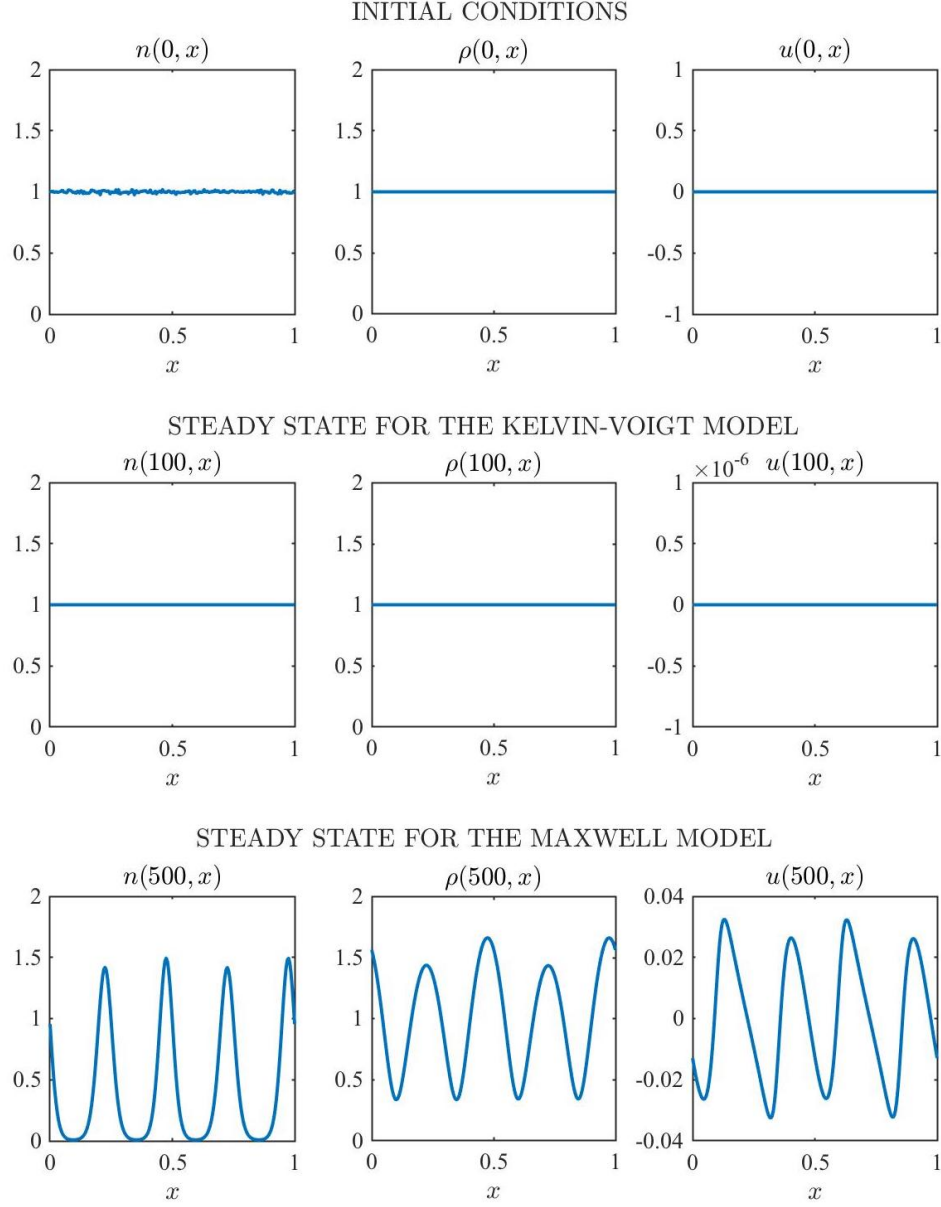 INITIAL CONDITIONS
n(0, x) ρ(0, x) u(0, x)
2 2 1
1.5 1.5 0.5
1 1 0
0.5 0.5 -0.5
0 0 -1
0 0.5 1 0 0.5 1 0 0.5 1
x x x
STEADY STATE FOR THE KELVIN-VOIGT MODEL
n(100, x) ρ(100, x) ×10⁻⁶ u(100, x)
2 2 1
1.5 1.5 0.5
1 1 0
0.5 0.5 -0.5
0 0 -1
0 0.5 1 0 0.5 1 0 0.5 1
x x x
STEADY STATE FOR THE MAXWELL MODEL
n(500, x) ρ(500, x) u(500, x)
2 2 0.04
1.5 1.5 0.02
1 1 0
0.5 0.5 -0.02
0 0 -0.04
0 0.5 1 0 0.5 1 0 0.5 1
x x x